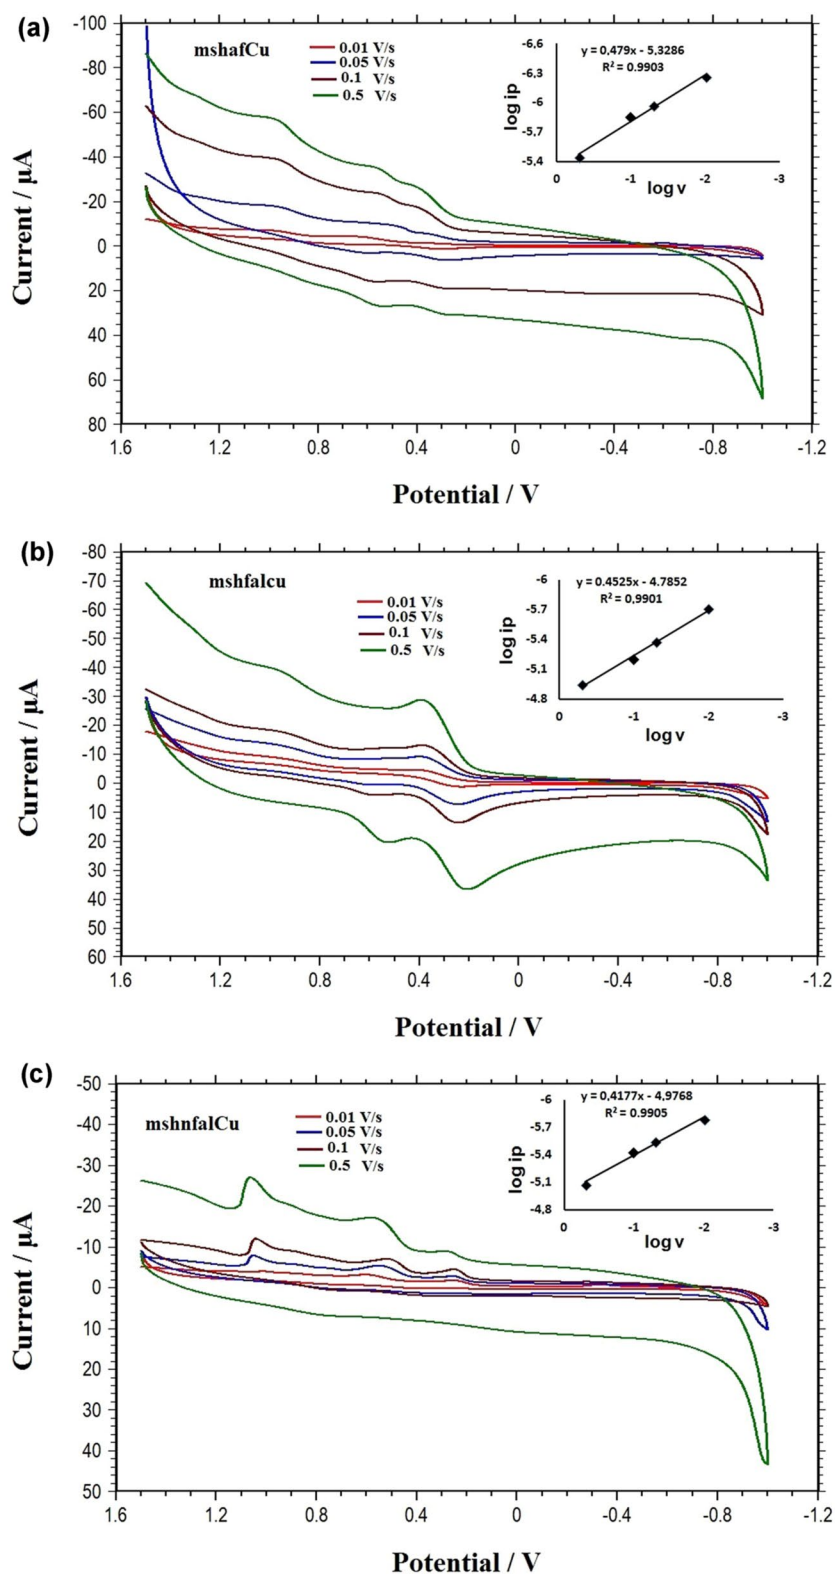 (a)
mshafCu
0.01 V/s
0.05 V/s
0.1 V/s
0.5 V/s
y = 0,479x - 5,3286
R² = 0.9903
log ip
-6,6
-6,3
-6
-5,7
-5,4
0
-1
-2
-3
log v
Current / µA
-100
-80
-60
-40
-20
0
20
40
60
80
1.6
1.2
0.8
0.4
0
-0.4
-0.8
-1.2
Potential / V
(b)
mshfalcu
0.01 V/s
0.05 V/s
0.1 V/s
0.5 V/s
y = 0.4525x - 4.7852
R² = 0,9901
log ip
-6
-5.7
-5.4
-5.1
-4.8
0
-1
-2
-3
log v
Current / µA
-80
-70
-60
-50
-40
-30
-20
-10
0
10
20
30
40
50
60
1.6
1.2
0.8
0.4
0
-0.4
-0.8
-1.2
Potential / V
(c)
mshnfalCu
0.01 V/s
0.05 V/s
0.1 V/s
0.5 V/s
y = 0,4177x - 4,9768
R² = 0.9905
log ip
-6
-5.7
-5.4
-5.1
-4.8
0
-1
-2
-3
log v
Current / µA
-50
-40
-30
-20
-10
0
10
20
30
40
50
1.6
1.2
0.8
0.4
0
-0.4
-0.8
-1.2
Potential / V